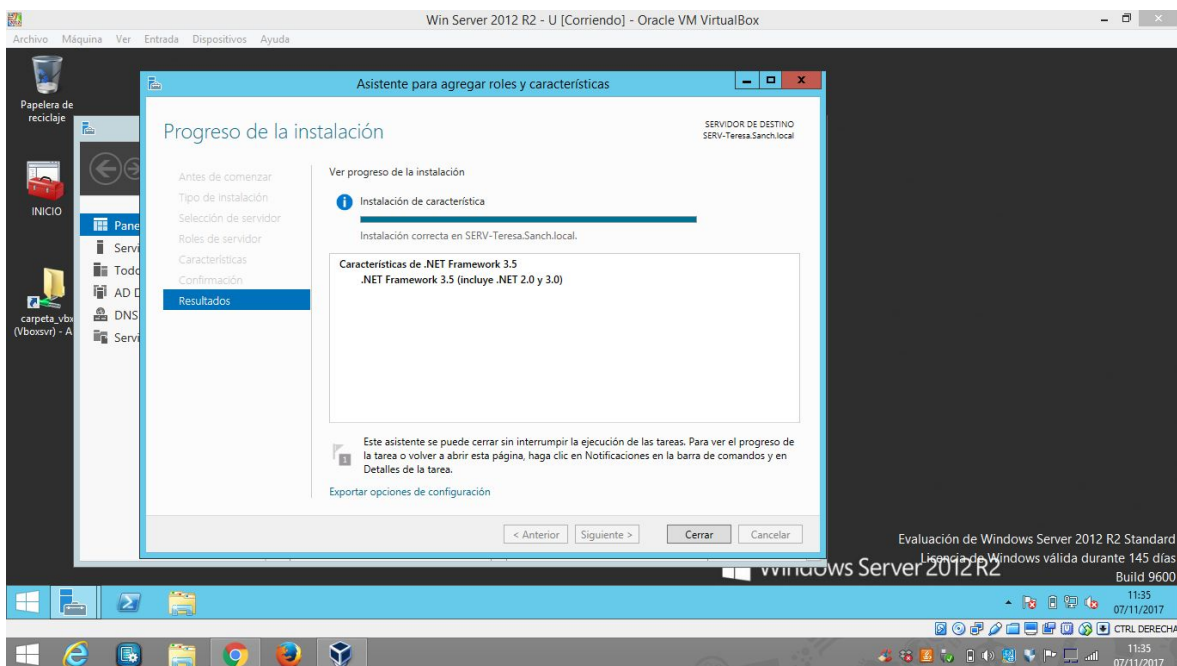 Win Server 2012 R2 - U [Corriendo] - Oracle VM VirtualBox
Archivo Máquina Ver Entrada Dispositivos Ayuda
Papelera de
reciclaje
INICIO
carpeta_vbx
(Vboxsvr) - A
Pane
Servi
Todo
AD D
DNS
Servi
Asistente para agregar roles y características
Progreso de la instalación
SERVIDOR DE DESTINO
SERV-Teresa.Sanch.local
Antes de comenzar
Tipo de instalación
Selección de servidor
Roles de servidor
Características
Confirmación
Resultados
Ver progreso de la instalación
Instalación de característica
Instalación correcta en SERV-Teresa.Sanch.local.
Características de .NET Framework 3.5
.NET Framework 3.5 (incluye .NET 2.0 y 3.0)
1
Este asistente se puede cerrar sin interrumpir la ejecución de las tareas. Para ver el progreso de
la tarea o volver a abrir esta página, haga clic en Notificaciones en la barra de comandos y en
Detalles de la tarea.
Exportar opciones de configuración
< Anterior Siguiente > Cerrar Cancelar
Evaluación de Windows Server 2012 R2 Standard
Licencia de Windows válida durante 145 días
Windows Server 2012 R2
Build 9600
11:35
07/11/2017
CTRL DERECHA
11:35
07/11/2017